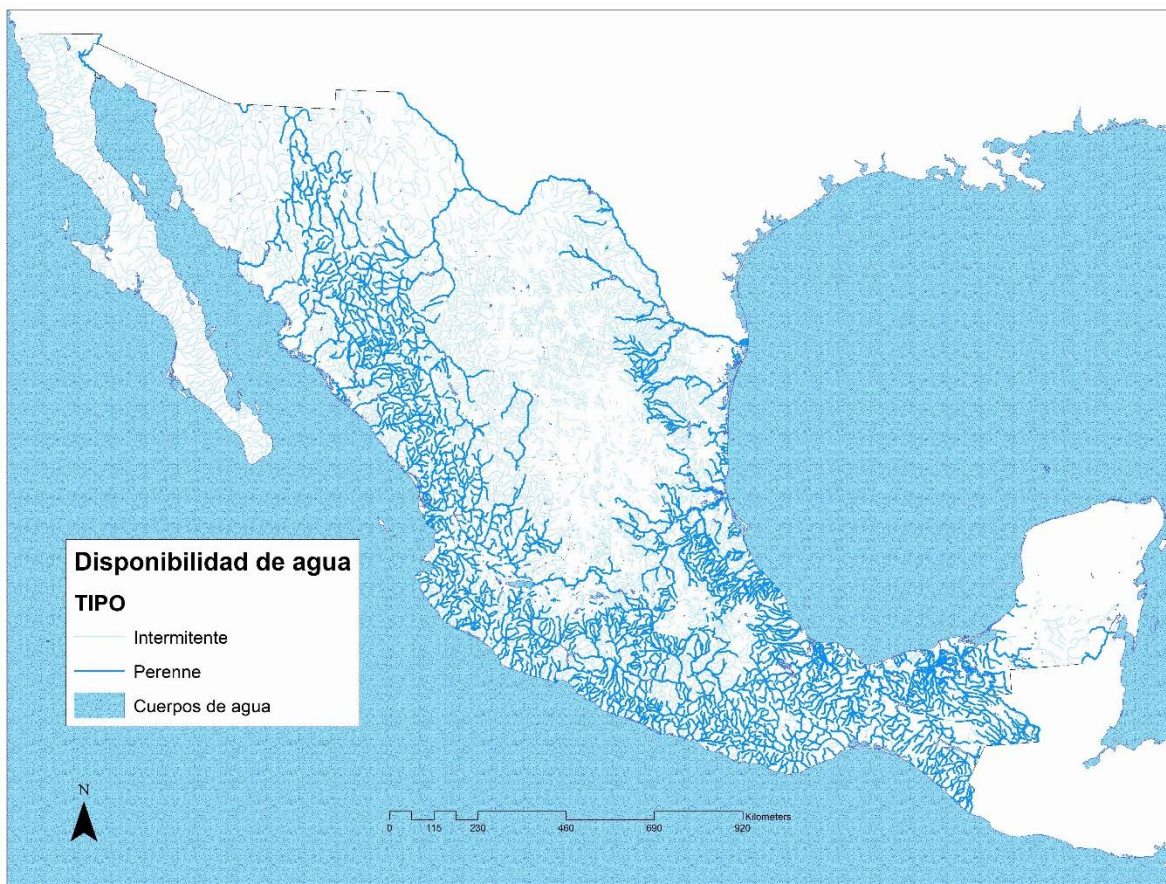 Disponibilidad de agua
TIPO
Intermitente
Perenne
Cuerpos de agua
N
Kilometers
0 115 230 460 690 920